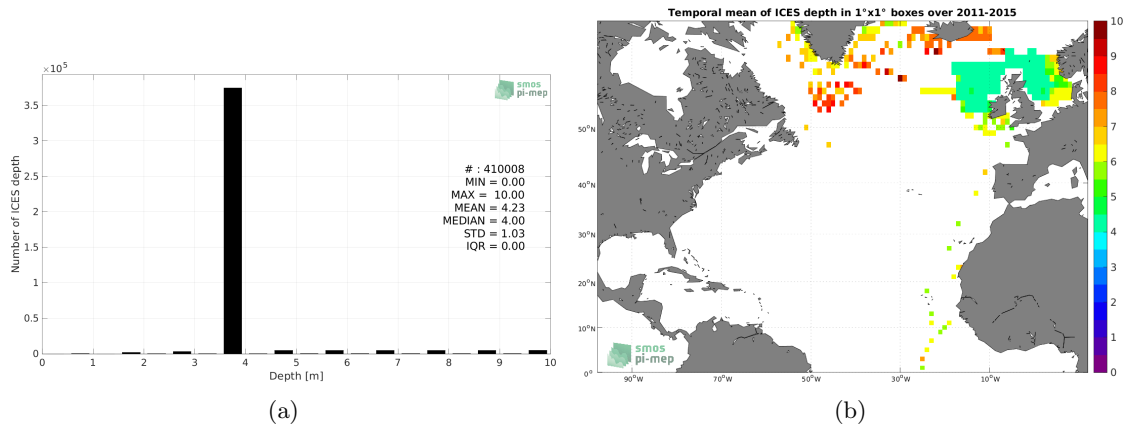 ×10⁵
smos
pi-mep
3.5
3
2.5
2
1.5
1
0.5
0
Number of ICES depth
# : 410008
MIN = 0.00
MAX = 10.00
MEAN = 4.23
MEDIAN = 4.00
STD = 1.03
IQR = 0.00
1 2 3 4 5 6 7 8 9 10
Depth [m]
(a)
Temporal mean of ICES depth in 1°x1° boxes over 2011-2015
50°N
40°N
30°N
20°N
10°N
0°
90°W 70°W 50°W 30°W 10°W
smos
pi-mep
10
9
8
7
6
5
4
3
2
1
0
(b)